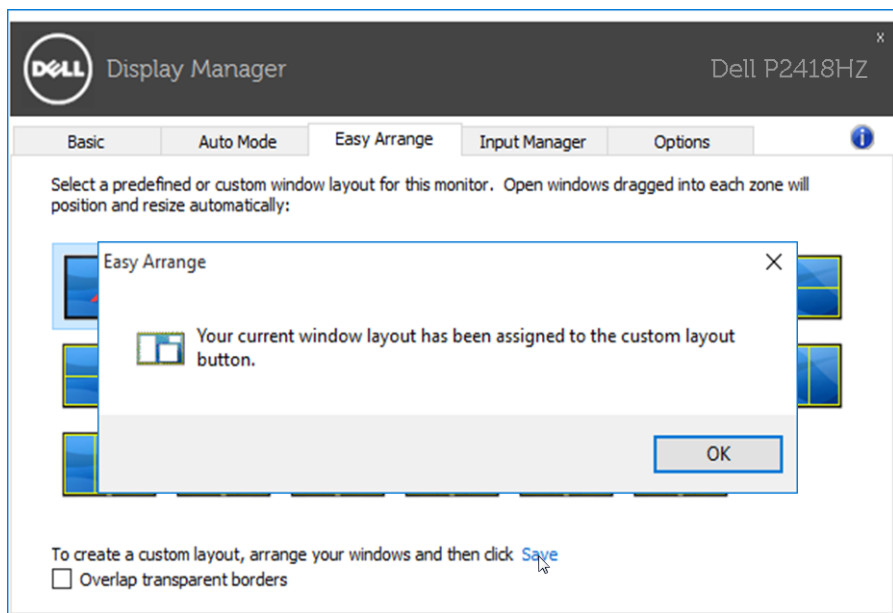 DELL Display Manager Dell P2418HZ
x
Basic Auto Mode Easy Arrange Input Manager Options
Select a predefined or custom window layout for this monitor. Open windows dragged into each zone will
position and resize automatically:
Easy Arrange
Your current window layout has been assigned to the custom layout
button.
OK
To create a custom layout, arrange your windows and then click Save
Overlap transparent borders